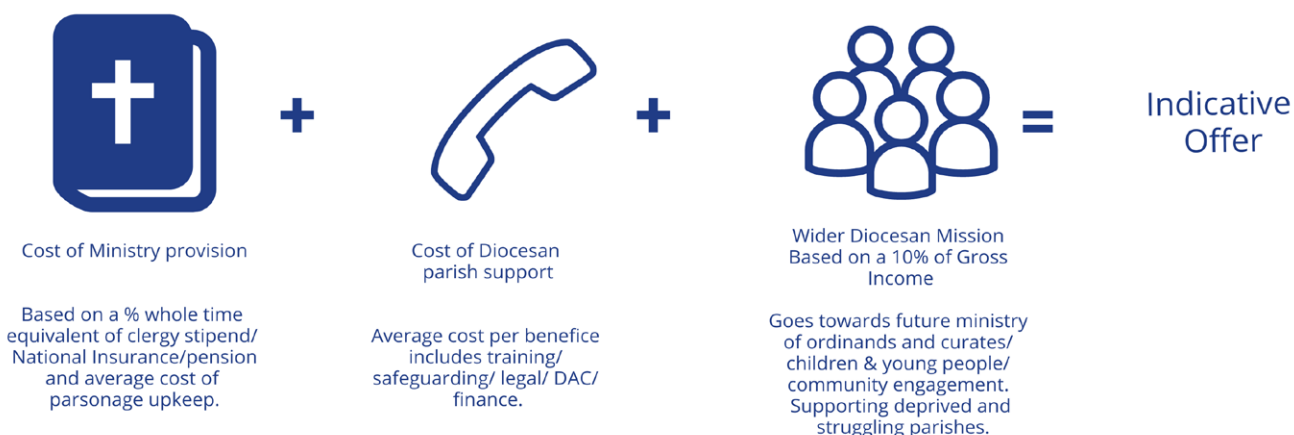 +
+
=
Indicative
Offer
Cost of Ministry provision
Based on a % whole time
equivalent of clergy stipend/
National Insurance/pension
and average cost of
parsonage upkeep.
Cost of Diocesan
parish support
Average cost per benefice
includes training/
safeguarding/ legal/ DAC/
finance.
Wider Diocesan Mission
Based on a 10% of Gross
Income
Goes towards future ministry
of ordinands and curates/
children & young people/
community engagement.
Supporting deprived and
struggling parishes.